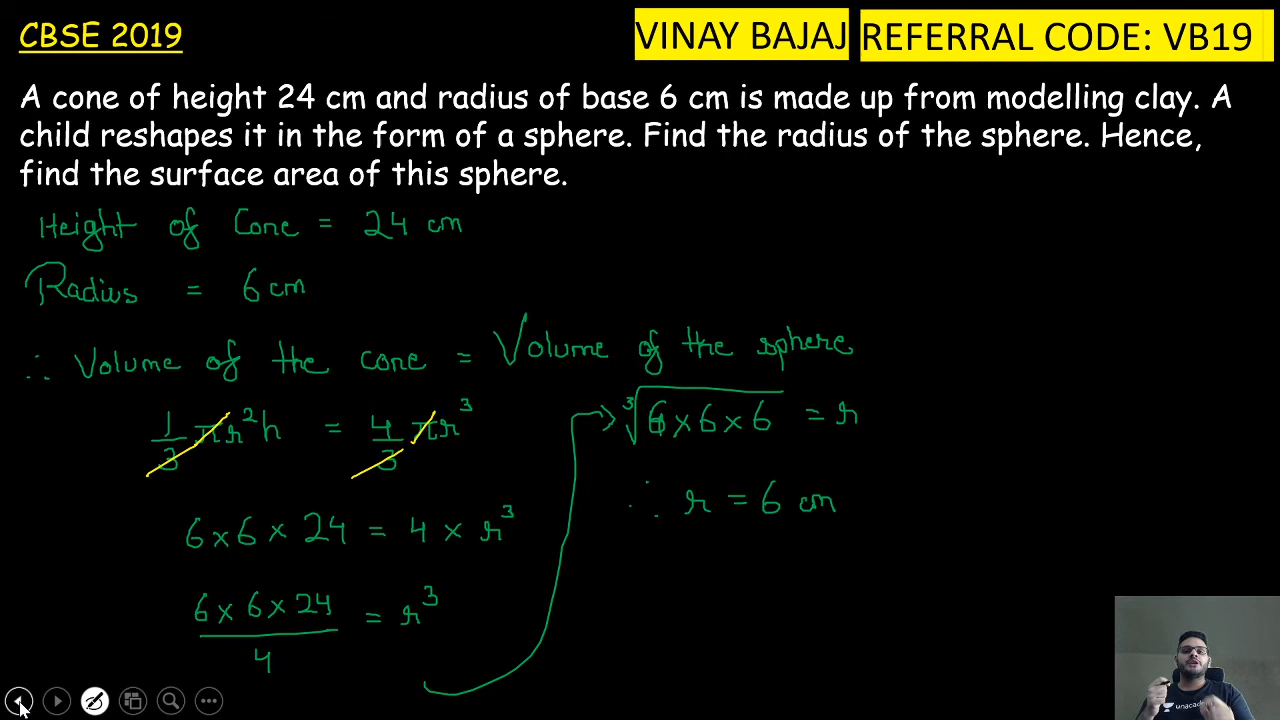 CBSE 2019
VINAY BAJAJ
REFERRAL CODE: VB19
A cone of height 24 cm and radius of base 6 cm is made up from modelling clay. A
child reshapes it in the form of a sphere. Find the radius of the sphere. Hence,
find the surface area of this sphere.
Height of Cone = 24 cm
Radius = 6 cm
∴ Volume of the cone = Volume of the sphere
1/3 πr²h = 4/3 πr³
6 × 6 × 24 = 4 × r³
6 × 6 × 24 / 4 = r³
∛6 × 6 × 6 = r
∴ r = 6 cm
unacade